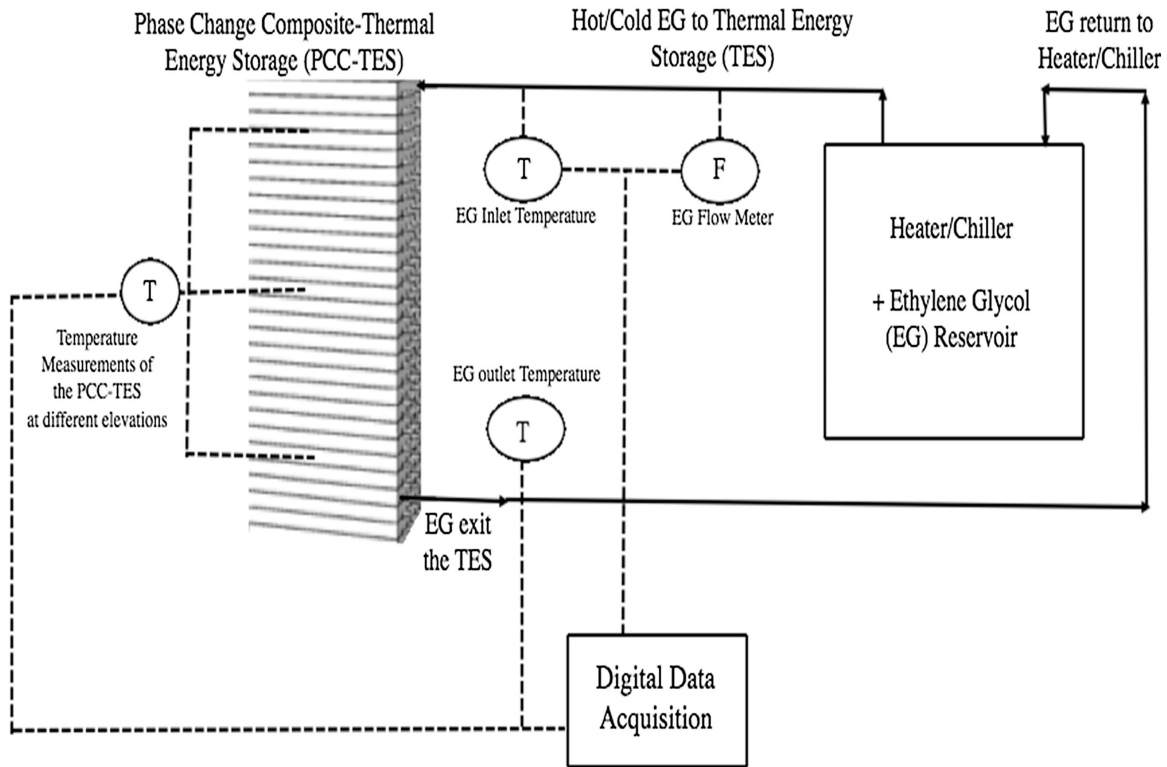 Phase Change Composite-Thermal
Energy Storage (PCC-TES)
Hot/Cold EG to Thermal Energy
Storage (TES)
EG return to
Heater/Chiller
T
EG Inlet Temperature
F
EG Flow Meter
Heater/Chiller
+ Ethylene Glycol
(EG) Reservoir
T
Temperature
Measurements of
the PCC-TES
at different elevations
EG outlet Temperature
T
EG exit
the TES
Digital Data
Acquisition